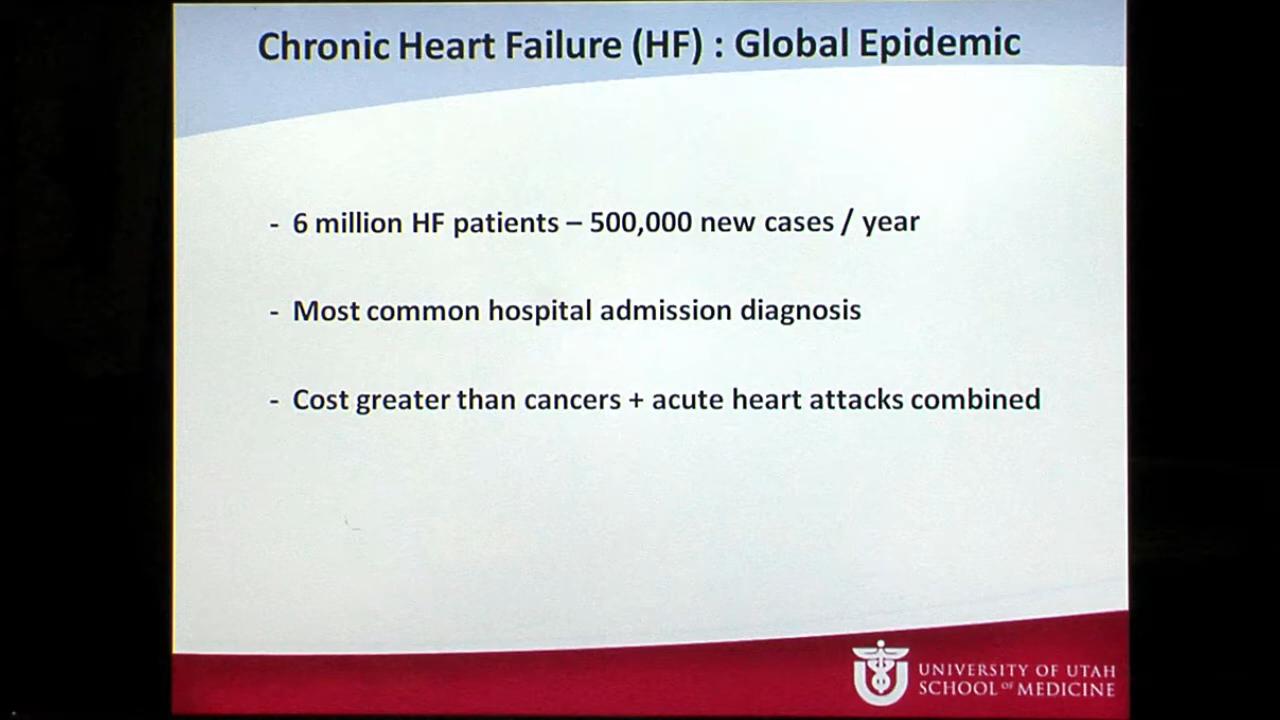 Chronic Heart Failure (HF) : Global Epidemic
- 6 million HF patients – 500,000 new cases / year
- Most common hospital admission diagnosis
- Cost greater than cancers + acute heart attacks combined
UNIVERSITY OF UTAH
SCHOOL OF MEDICINE